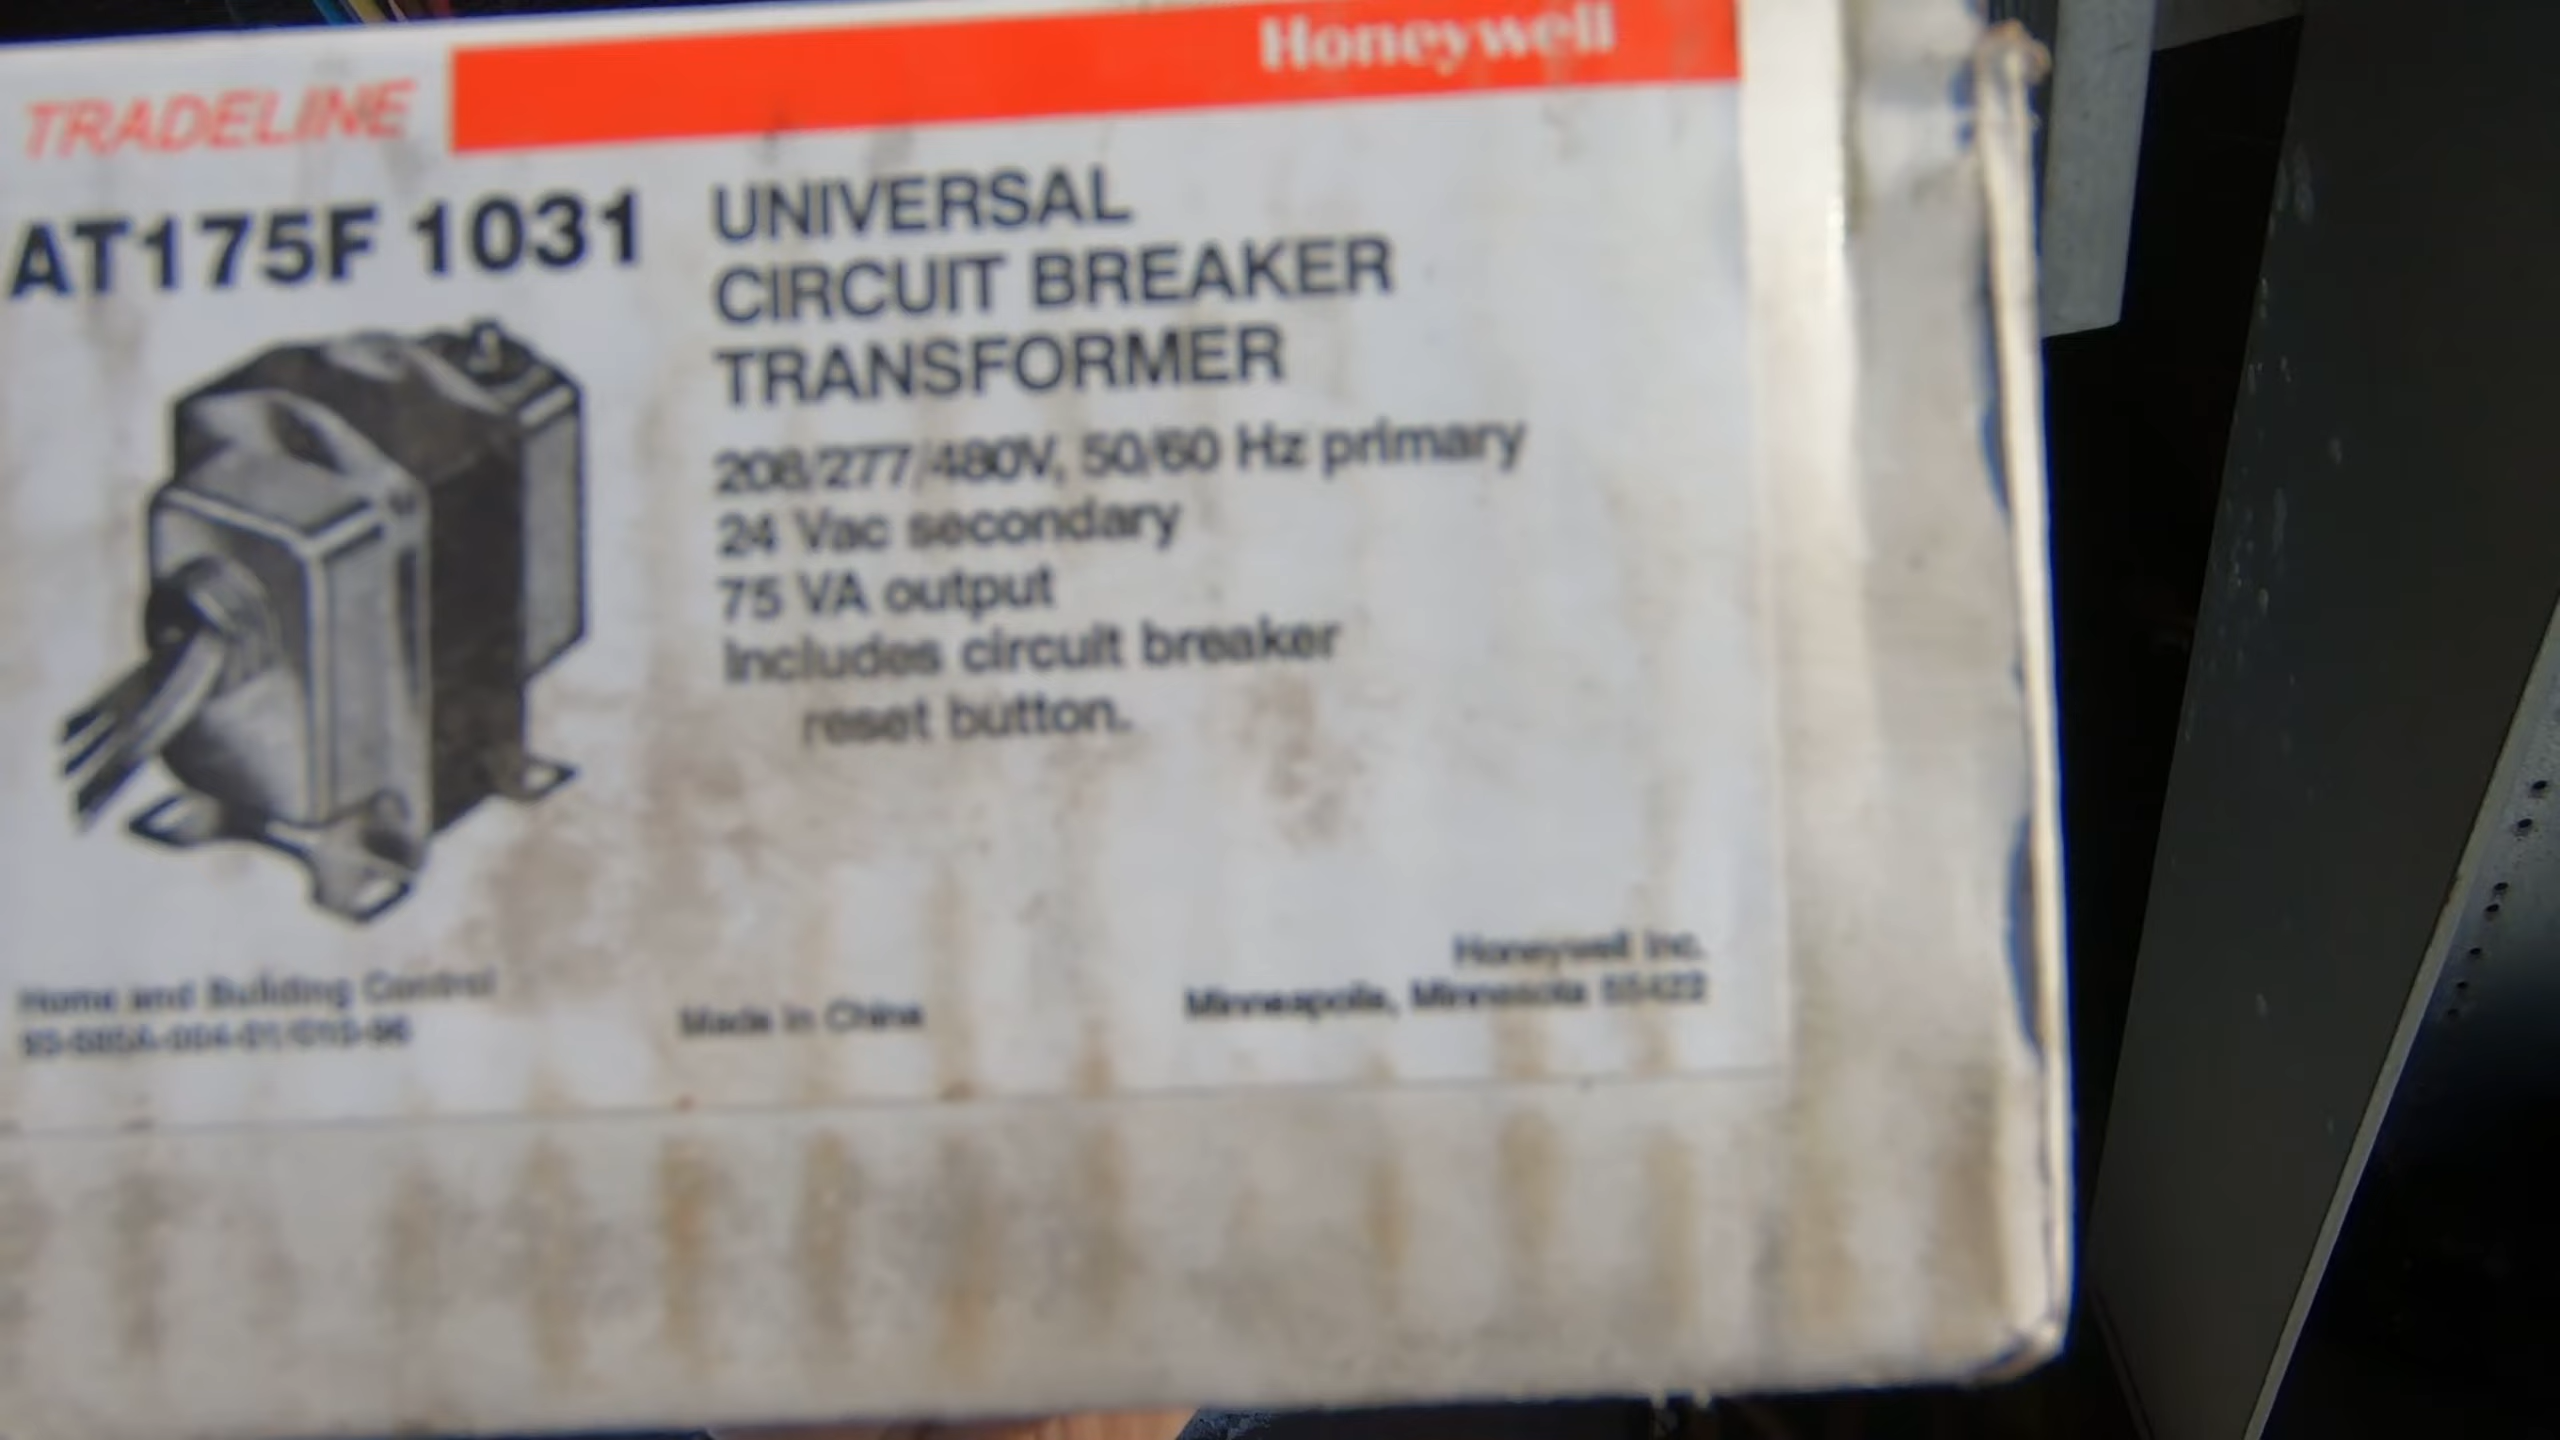 Honeywell
TRADELINE
AT175F 1031
UNIVERSAL
CIRCUIT BREAKER
TRANSFORMER
208/277/480V, 50/60 Hz primary
24 Vac secondary
75 VA output
Includes circuit breaker
reset button.
Honeywell Inc.
Home and Building Control
Made in China
Minneapolis, Minnesota 55422